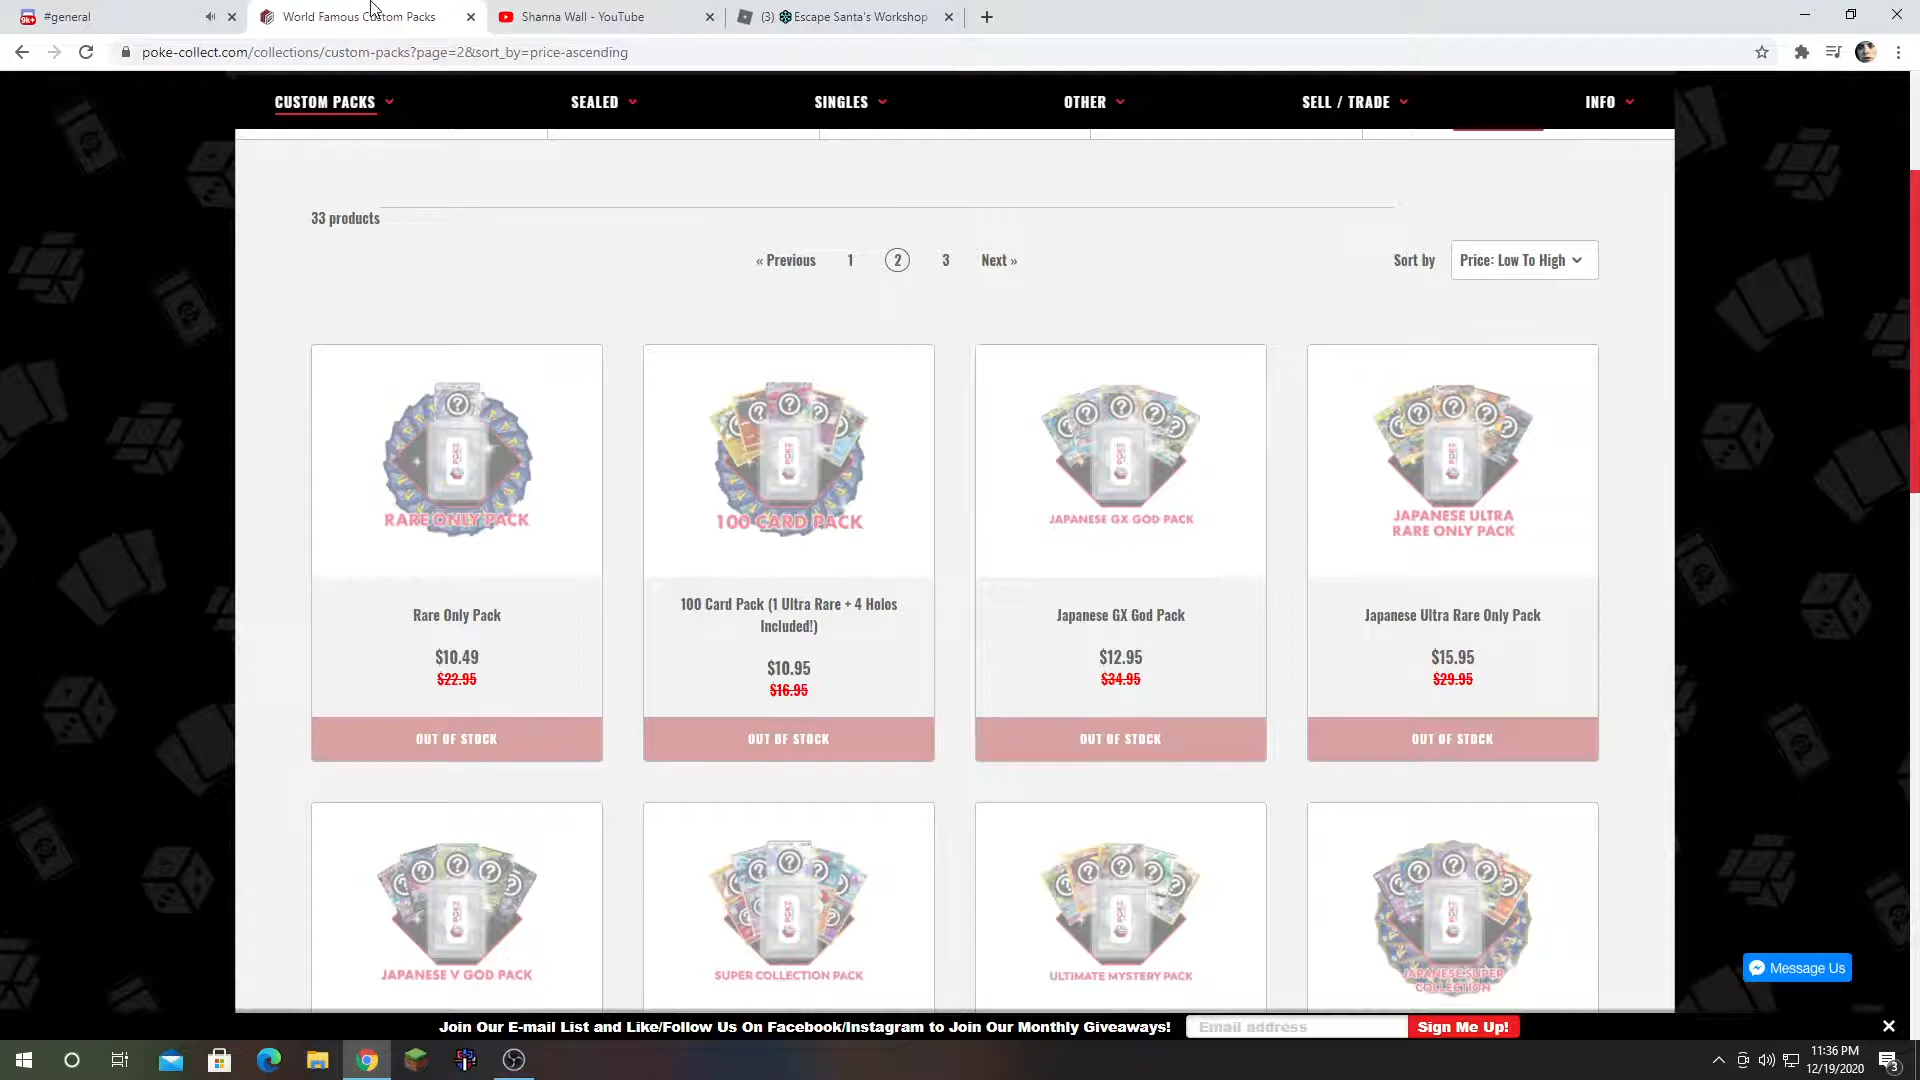 9k+ #general
World Famous Custom Packs
Shanna Wall - YouTube
(3) Escape Santa's Workshop
poke-collect.com/collections/custom-packs?page=2&sort_by=price-ascending
CUSTOM PACKS SEALED SINGLES OTHER SELL / TRADE INFO
33 products
« Previous 1 2 3 Next »
Sort by Price: Low To High
RARE ONLY PACK
100 CARD PACK
JAPANESE GX GOD PACK
JAPANESE ULTRA
RARE ONLY PACK
Rare Only Pack
$10.49
$22.95
OUT OF STOCK
100 Card Pack (1 Ultra Rare + 4 Holos
Included!)
$10.95
$16.95
OUT OF STOCK
Japanese GX God Pack
$12.95
$34.95
OUT OF STOCK
Japanese Ultra Rare Only Pack
$15.95
$29.95
OUT OF STOCK
JAPANESE V GOD PACK
SUPER COLLECTION PACK
ULTIMATE MYSTERY PACK
JAPANESE SUPER
COLLECTION
Message Us
Join Our E-mail List and Like/Follow Us On Facebook/Instagram to Join Our Monthly Giveaways! Email address Sign Me Up!
11:36 PM
12/19/2020
3